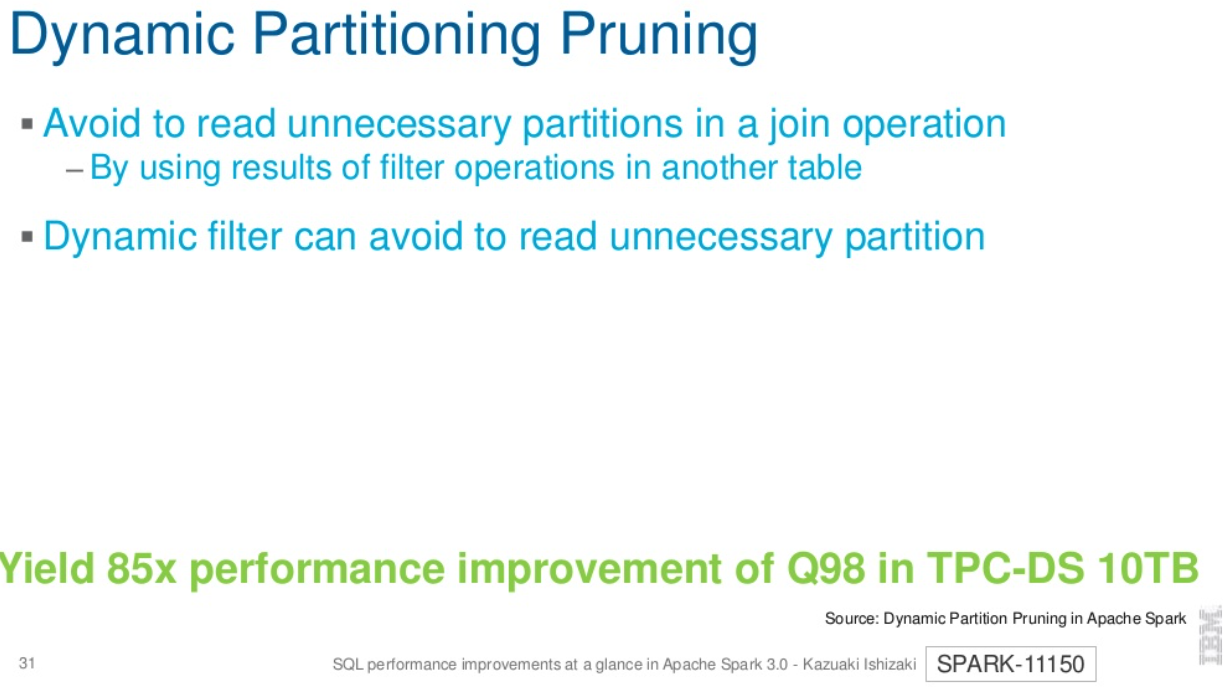 Dynamic Partitioning Pruning
▪ Avoid to read unnecessary partitions in a join operation
– By using results of filter operations in another table
▪ Dynamic filter can avoid to read unnecessary partition
Yield 85x performance improvement of Q98 in TPC-DS 10TB
Source: Dynamic Partition Pruning in Apache Spark
IBM
31 SQL performance improvements at a glance in Apache Spark 3.0 - Kazuaki Ishizaki SPARK-11150